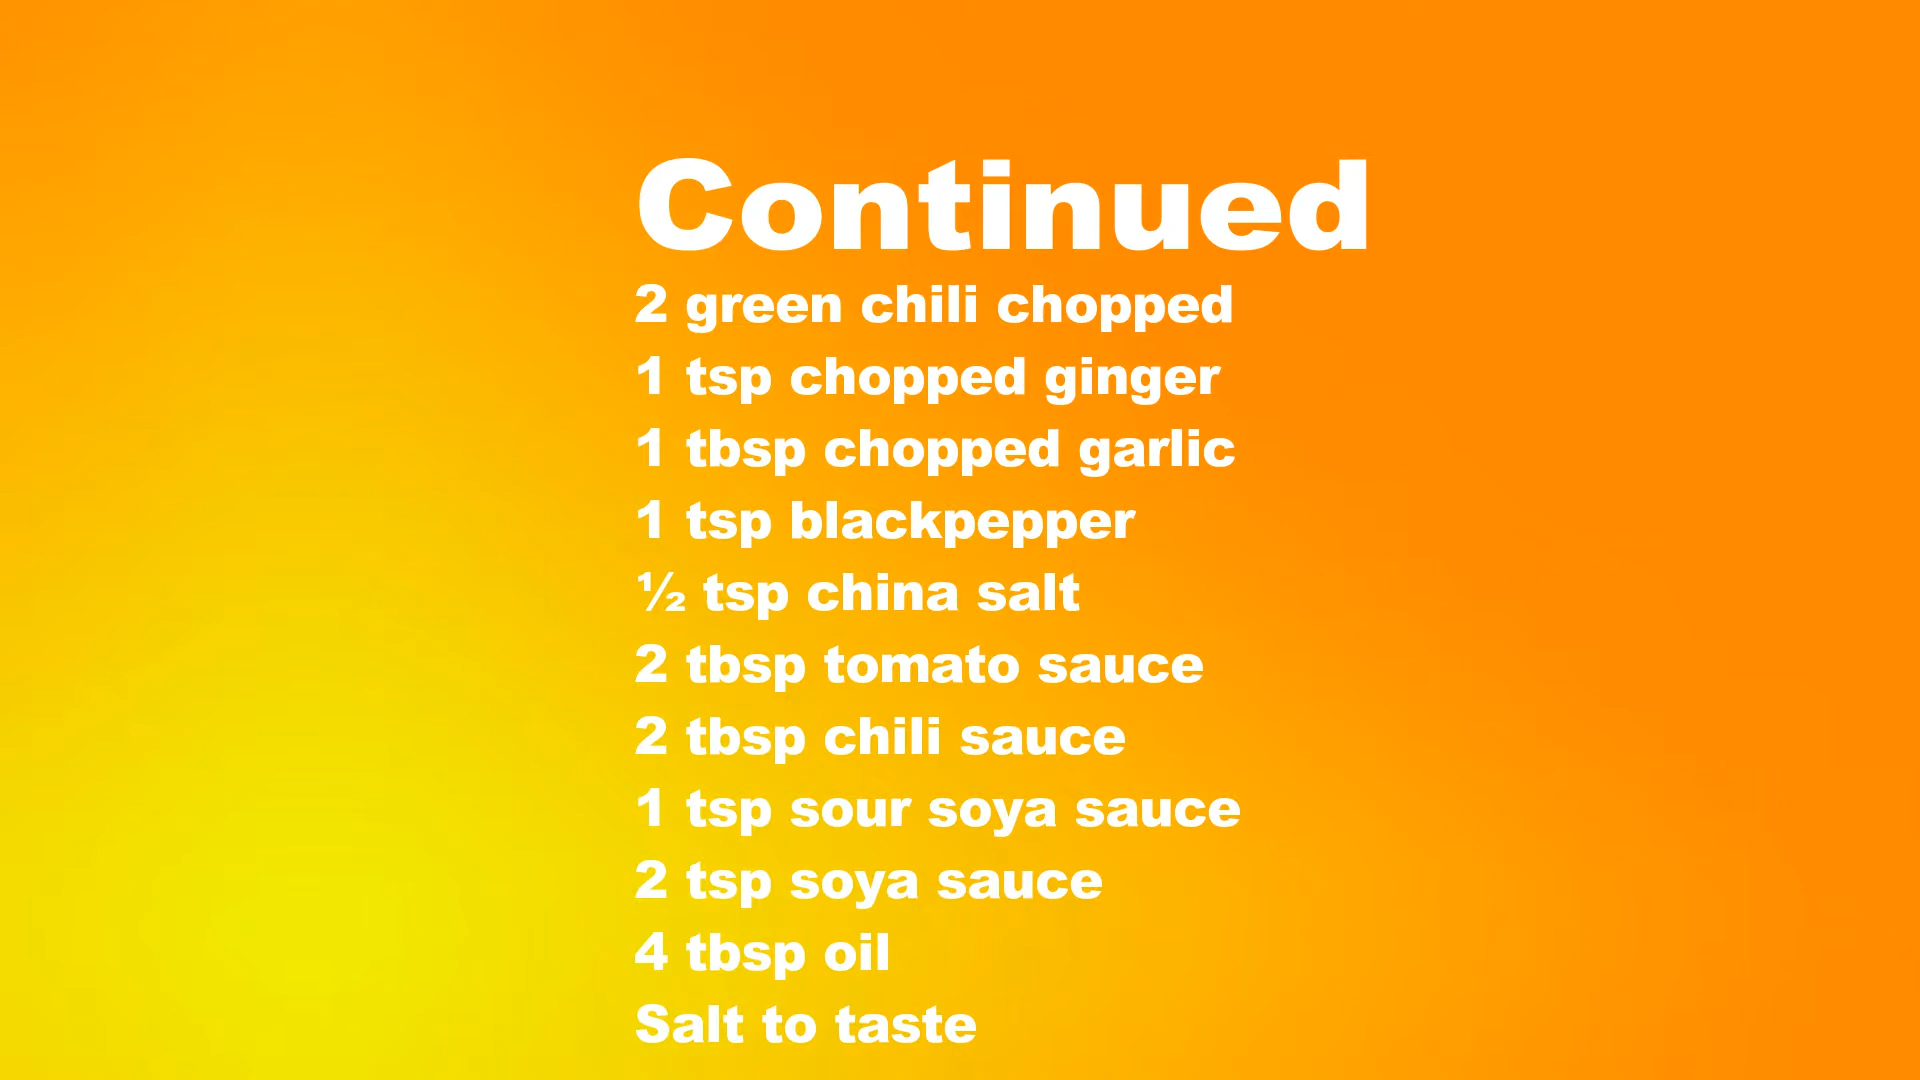 Continued
2 green chili chopped
1 tsp chopped ginger
1 tbsp chopped garlic
1 tsp blackpepper
½ tsp china salt
2 tbsp tomato sauce
2 tbsp chili sauce
1 tsp sour soya sauce
2 tsp soya sauce
4 tbsp oil
Salt to taste